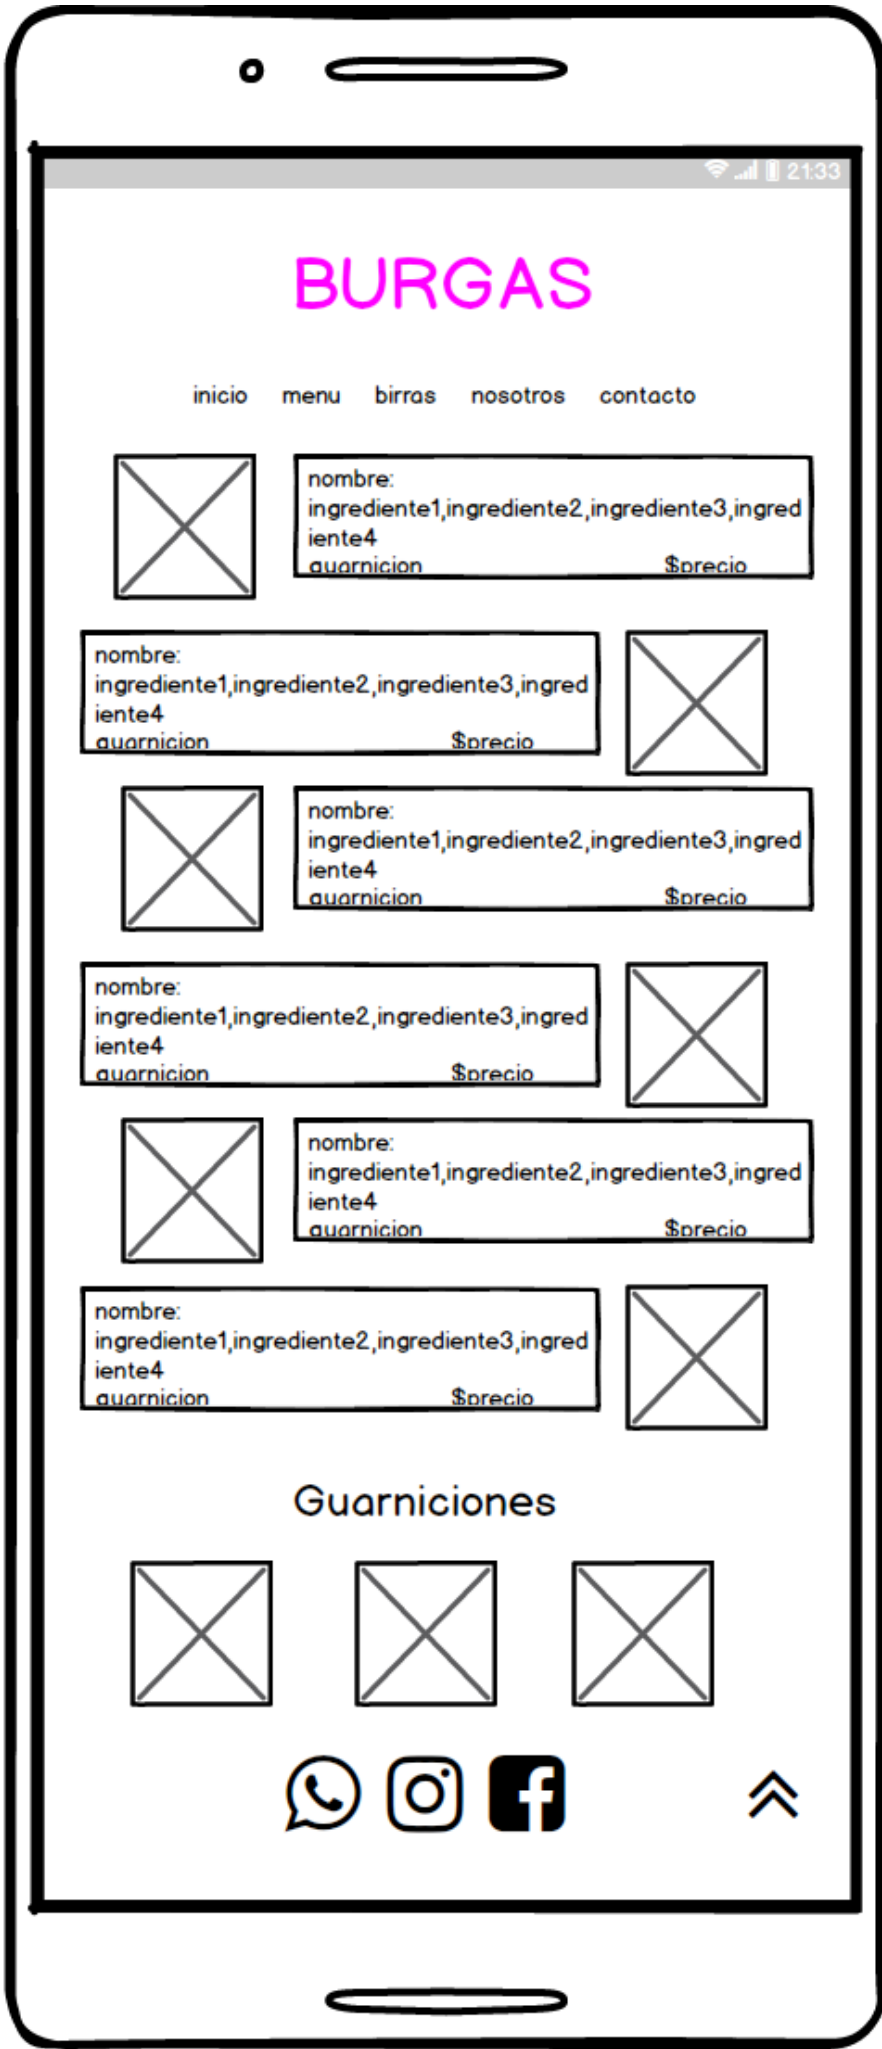 21:33
BURGAS
inicio menu birras nosotros contacto
nombre:
ingrediente1,ingrediente2,ingrediente3,ingred
iente4
guarnicion $precio
nombre:
ingrediente1,ingrediente2,ingrediente3,ingred
iente4
guarnicion $precio
nombre:
ingrediente1,ingrediente2,ingrediente3,ingred
iente4
guarnicion $precio
nombre:
ingrediente1,ingrediente2,ingrediente3,ingred
iente4
guarnicion $precio
nombre:
ingrediente1,ingrediente2,ingrediente3,ingred
iente4
guarnicion $precio
nombre:
ingrediente1,ingrediente2,ingrediente3,ingred
iente4
guarnicion $precio
Guarniciones